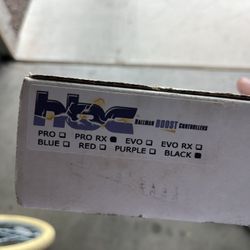 hbc
HALLMAN BOOST CONTROLLERS
PRO PRO RX EVO EVO RX
BLUE RED PURPLE BLACK